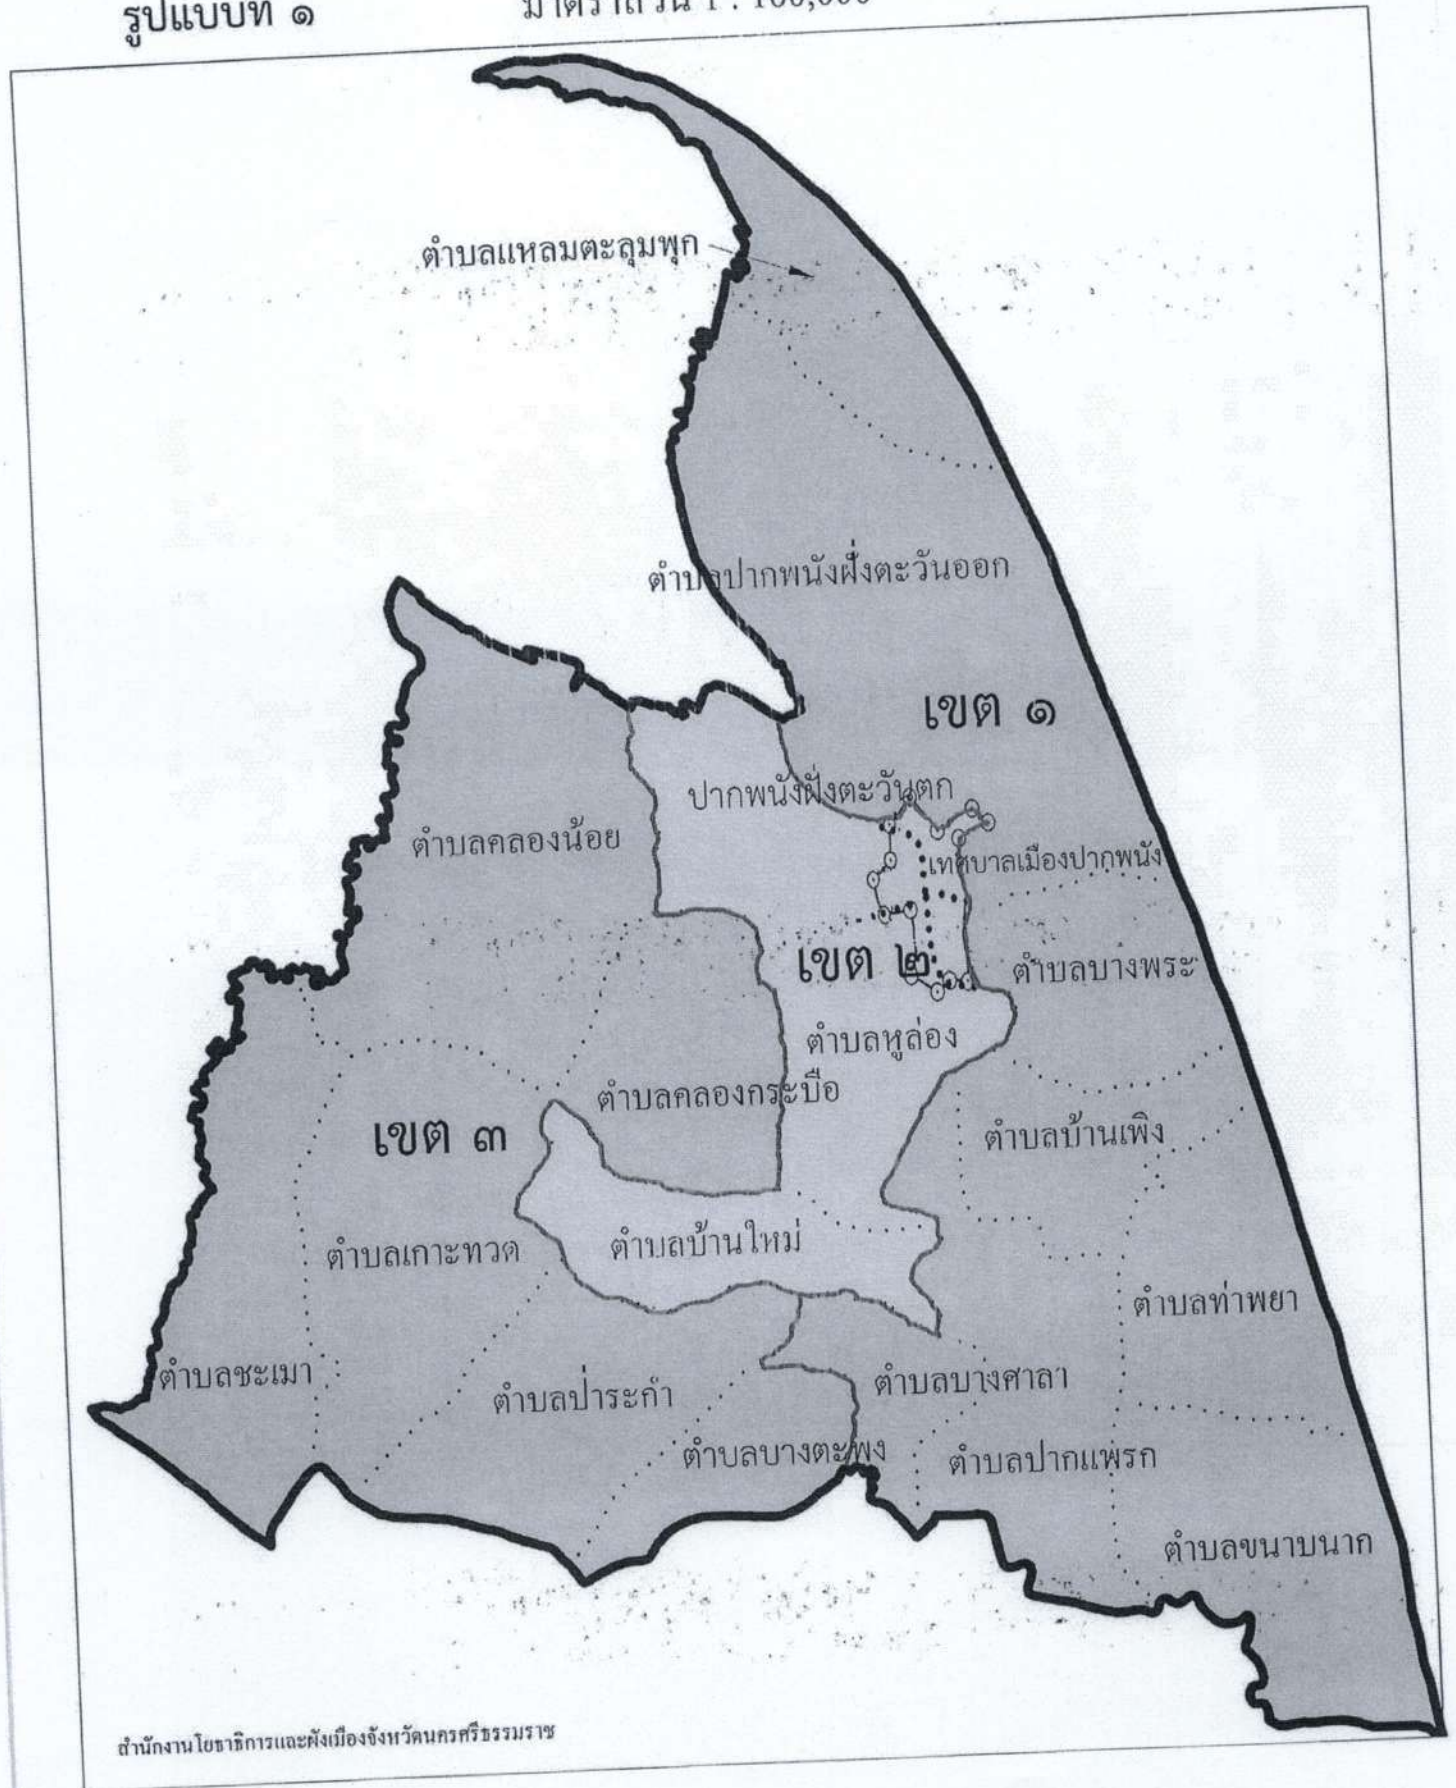 รูปแบบที่ ๑
มาตราส่วน 1 : 100,000
ตำบลแหลมตะลุมพุก
ตำบลปากพนังฝั่งตะวันออก
เขต ๑
ปากพนังฝั่งตะวันตก
ตำบลคลองน้อย
เทศบาลเมืองปากพนัง
เขต ๒
ตำบลบางพระ
ตำบลหูล่อง
ตำบลคลองกระบือ
เขต ๓
ตำบลบ้านเพิง
ตำบลบ้านใหม่
ตำบลเกาะทวด
ตำบลท่าพยา
ตำบลชะเมา
ตำบลบางศาลา
ตำบลป่าระกำ
ตำบลบางตะพง
ตำบลปากแพรก
ตำบลขนาบนาก
สำนักงานโยธาธิการและผังเมืองจังหวัดนครศรีธรรมราช